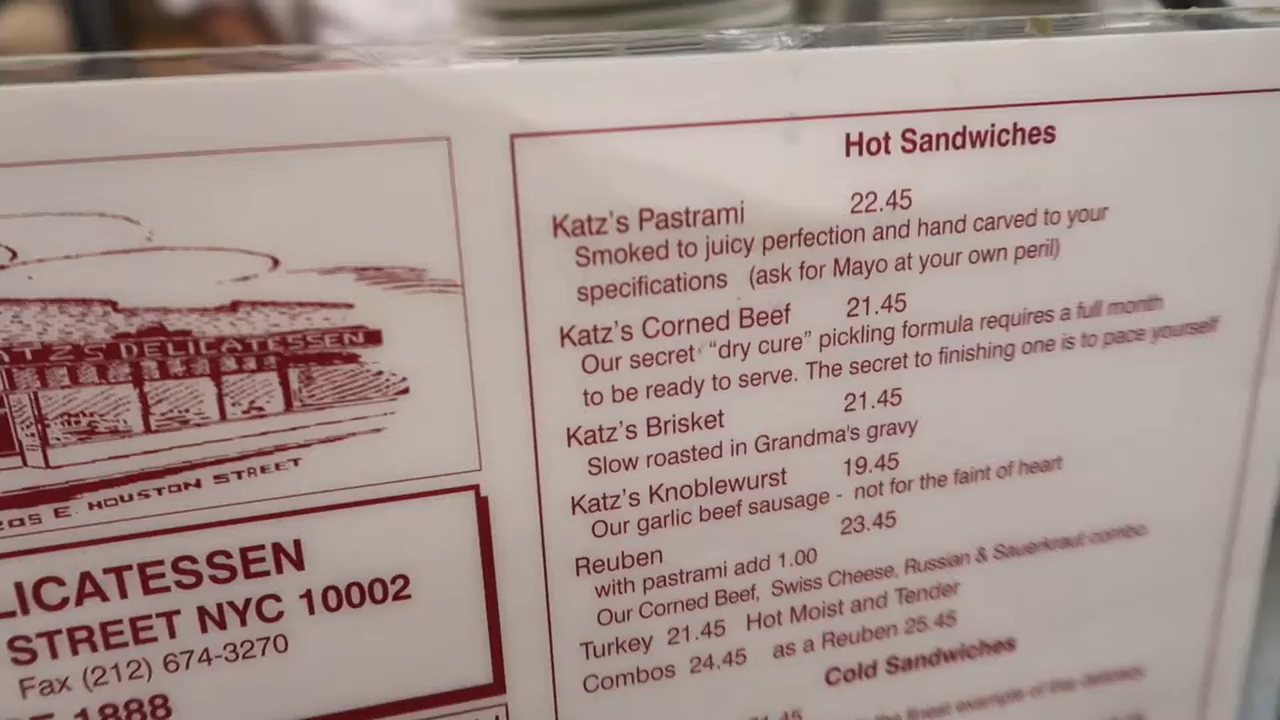 ATZ'S DELICATESSEN
205 E. HOUSTON STREET
LICATESSEN
STREET NYC 10002
Fax (212) 674-3270
1888
Hot Sandwiches
Katz's Pastrami 22.45
Smoked to juicy perfection and hand carved to your
specifications (ask for Mayo at your own peril)
Katz's Corned Beef 21.45
Our secret "dry cure" pickling formula requires a full month
to be ready to serve. The secret to finishing one is to pace yourself
Katz's Brisket 21.45
Slow roasted in Grandma's gravy
Katz's Knoblewurst 19.45
Our garlic beef sausage - not for the faint of heart
Reuben 23.45
with pastrami add 1.00
Our Corned Beef, Swiss Cheese, Russian & Sauerkraut combo
Turkey 21.45 Hot Moist and Tender
Combos 24.45 as a Reuben 25.45
Cold Sandwiches
finest example of this delicacy